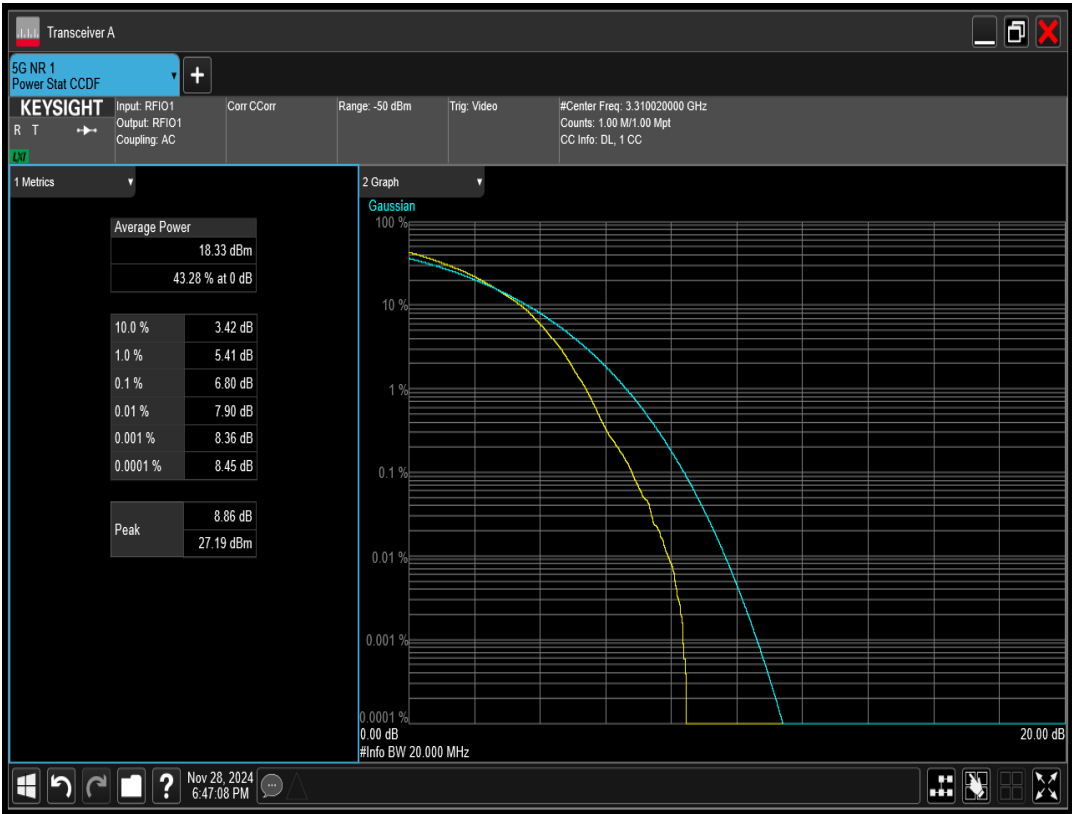 Transceiver A
5G NR 1
Power Stat CCDF
+
KEYSIGHT
R T
LXI
Input: RFIO1
Output: RFIO1
Coupling: AC
Corr CCorr
Range: -50 dBm
Trig: Video
#Center Freq: 3.310020000 GHz
Counts: 1.00 M/1.00 Mpt
CC Info: DL, 1 CC
1 Metrics
Average Power
18.33 dBm
43.28 % at 0 dB
10.0 % 3.42 dB
1.0 % 5.41 dB
0.1 % 6.80 dB
0.01 % 7.90 dB
0.001 % 8.36 dB
0.0001 % 8.45 dB
Peak 8.86 dB
27.19 dBm
2 Graph
Gaussian
100 %
10 %
1 %
0.1 %
0.01 %
0.001 %
0.0001 %
0.00 dB 20.00 dB
#Info BW 20.000 MHz
?
Nov 28, 2024
6:47:08 PM